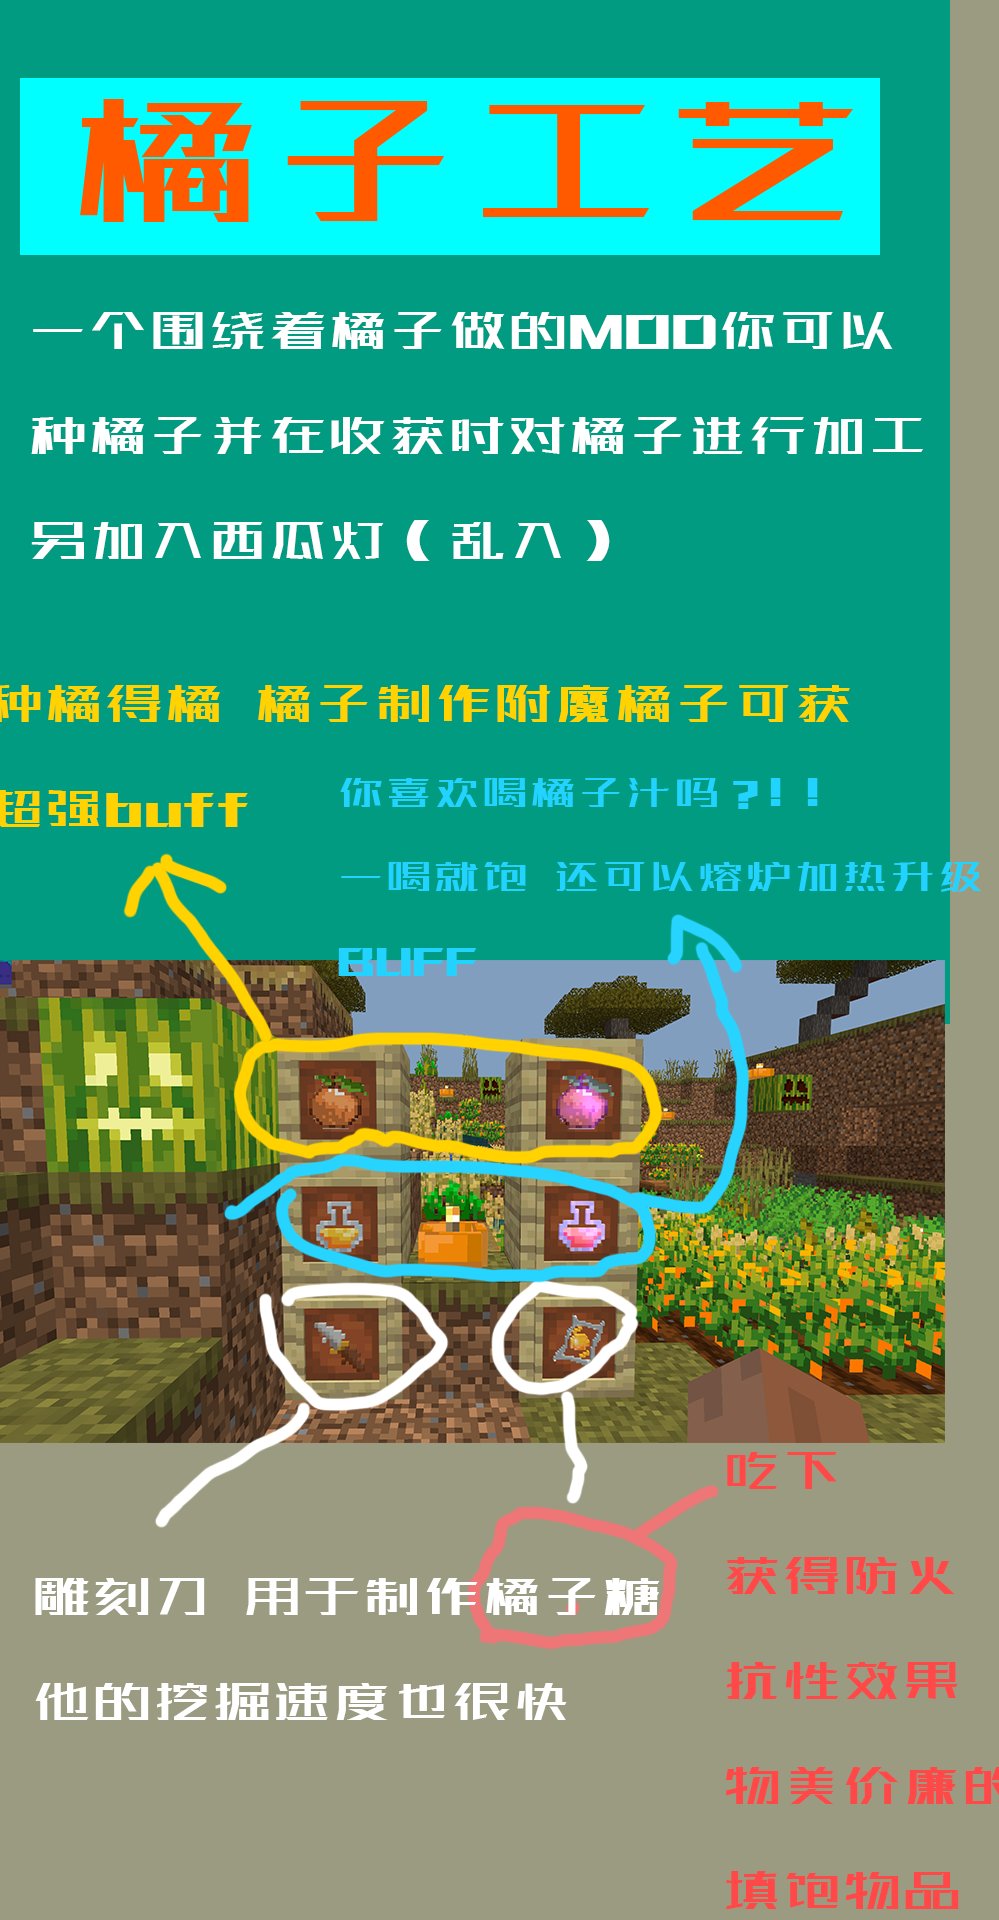 橘子工艺
一个围绕着橘子做的MOD你可以
种橘子并在收获时对橘子进行加工
另加入西瓜灯（乱入）
种橘得橘 橘子制作附魔橘子可获
超强buff
你喜欢喝橘子汁吗？！！
一喝就饱 还可以熔炉加热升级
BUFF
雕刻刀 用于制作橘子糖
他的挖掘速度也很快
吃下
获得防火
抗性效果
物美价廉的
填饱物品